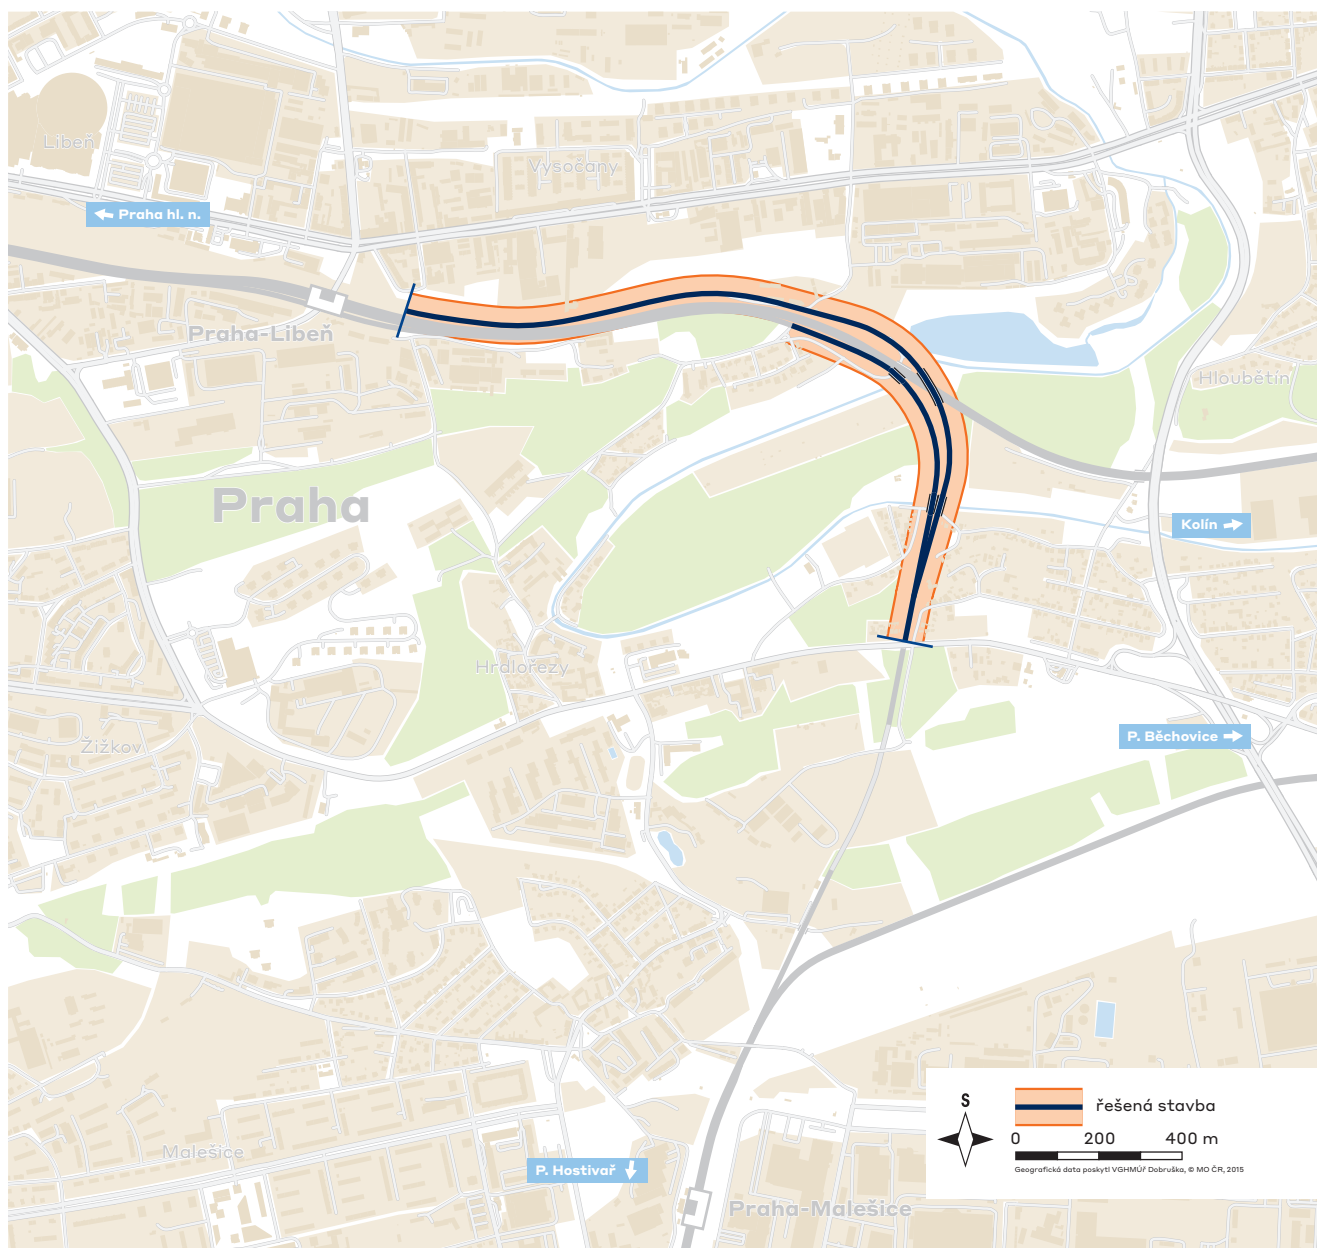 Libeň
Vysočany
Praha hl. n.
Praha-Libeň
Hloubětín
Praha
Kolín
Hrdlořezy
P. Běchovice
Žižkov
S
řešená stavba
0 200 400 m
Geografická data poskytl VGHMÚř Dobruška, © MO ČR, 2015
Malešice
P. Hostivař
Praha-Malešice